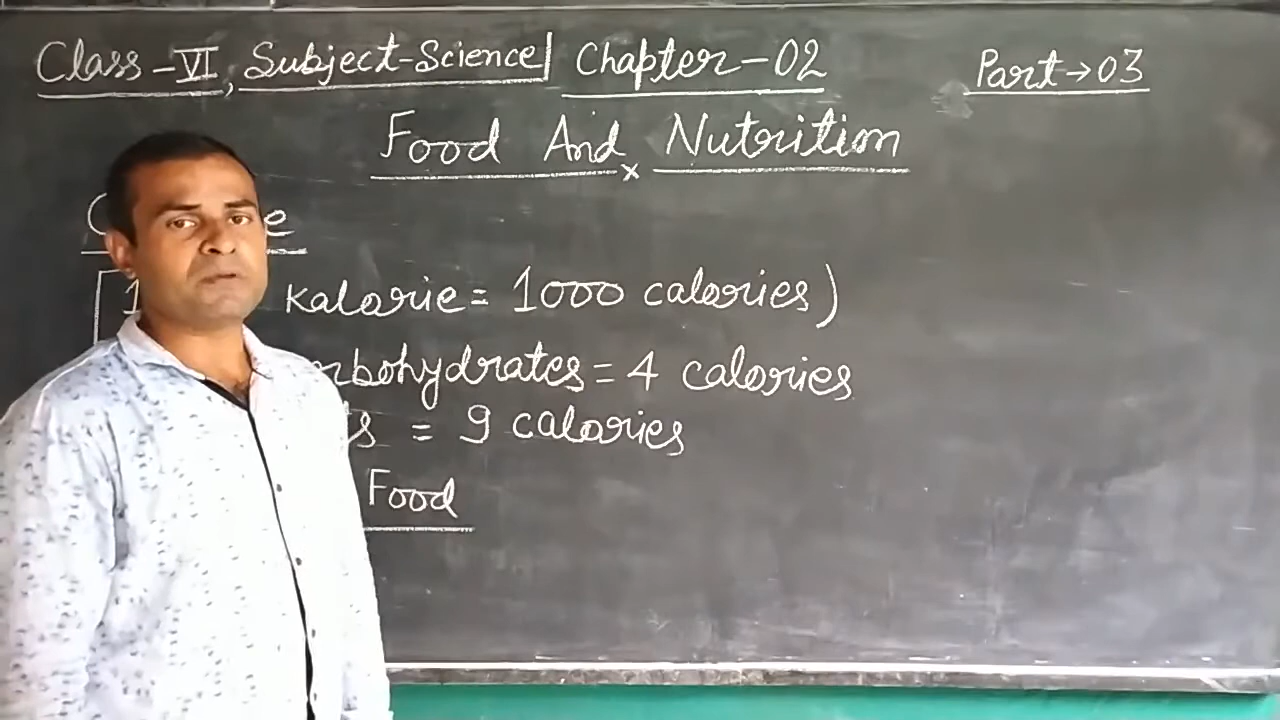 Class-VI, Subject-Science| Chapter-02 Part→03
Food And Nutrition
Kalorie = 1000 calories)
= 4 calories
= 9 calories
Food